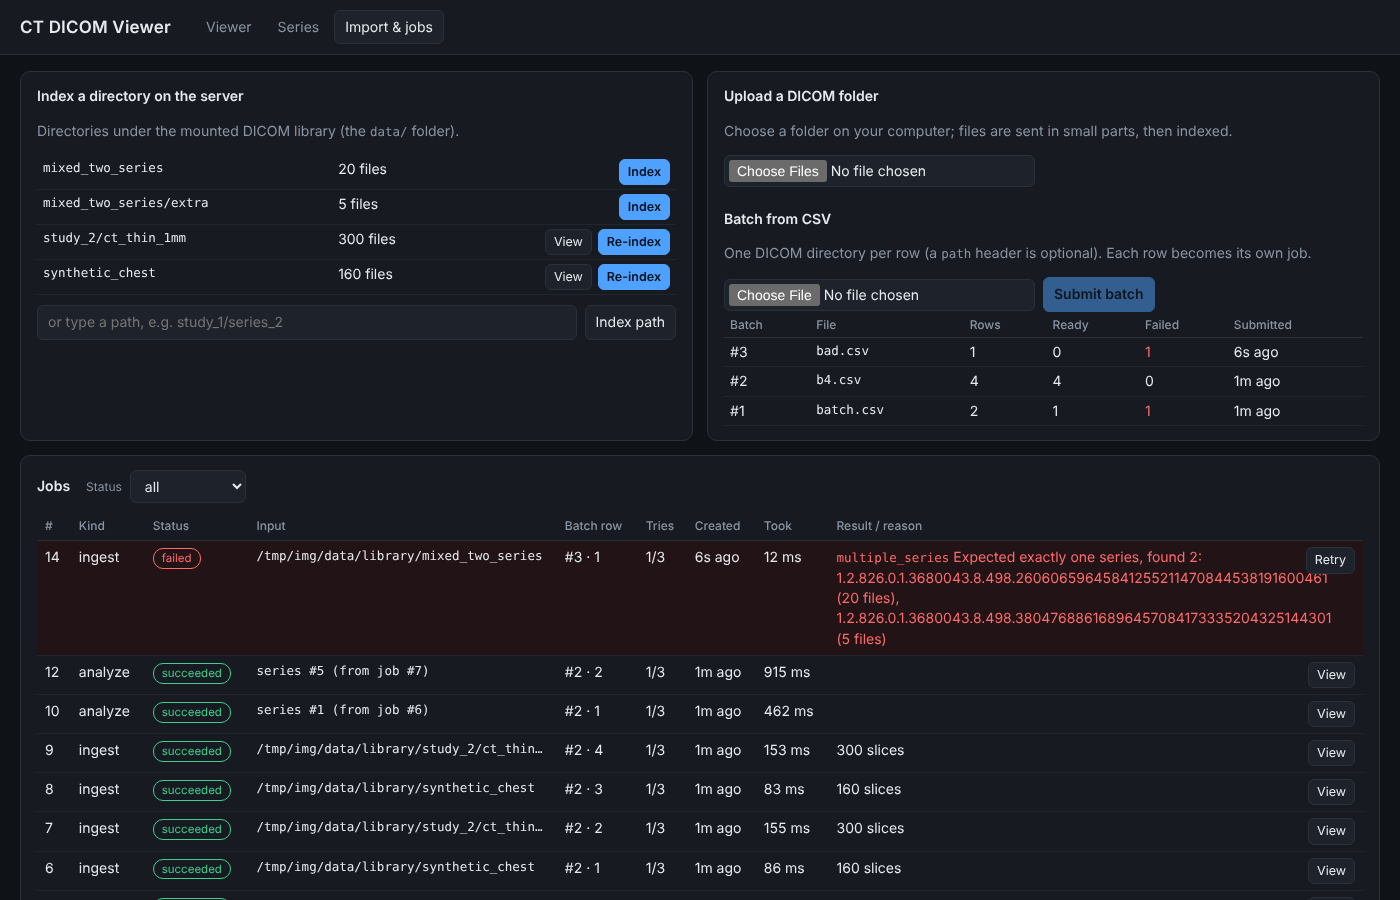 CT DICOM Viewer Viewer Series Import & jobs
Index a directory on the server
Directories under the mounted DICOM library (the data/ folder).
mixed_two_series 20 files Index
mixed_two_series/extra 5 files Index
study_2/ct_thin_1mm 300 files View Re-index
synthetic_chest 160 files View Re-index
or type a path, e.g. study_1/series_2 Index path
Upload a DICOM folder
Choose a folder on your computer; files are sent in small parts, then indexed.
Choose Files No file chosen
Batch from CSV
One DICOM directory per row (a path header is optional). Each row becomes its own job.
Choose File No file chosen Submit batch
Batch File Rows Ready Failed Submitted
#3 bad.csv 1 0 1 6s ago
#2 b4.csv 4 4 0 1m ago
#1 batch.csv 2 1 1 1m ago
Jobs Status all
# Kind Status Input Batch row Tries Created Took Result / reason
14 ingest failed /tmp/img/data/library/mixed_two_series #3 · 1 1/3 6s ago 12 ms multiple_series Expected exactly one series, found 2: Retry
1.2.826.0.1.3680043.8.498.26060659645841255211470844538191600461
(20 files),
1.2.826.0.1.3680043.8.498.38047688616896457084173335204325144301
(5 files)
12 analyze succeeded series #5 (from job #7) #2 · 2 1/3 1m ago 915 ms View
10 analyze succeeded series #1 (from job #6) #2 · 1 1/3 1m ago 462 ms View
9 ingest succeeded /tmp/img/data/library/study_2/ct_thin… #2 · 4 1/3 1m ago 153 ms 300 slices View
8 ingest succeeded /tmp/img/data/library/synthetic_chest #2 · 3 1/3 1m ago 83 ms 160 slices View
7 ingest succeeded /tmp/img/data/library/study_2/ct_thin… #2 · 2 1/3 1m ago 155 ms 300 slices View
6 ingest succeeded /tmp/img/data/library/synthetic_chest #2 · 1 1/3 1m ago 86 ms 160 slices View